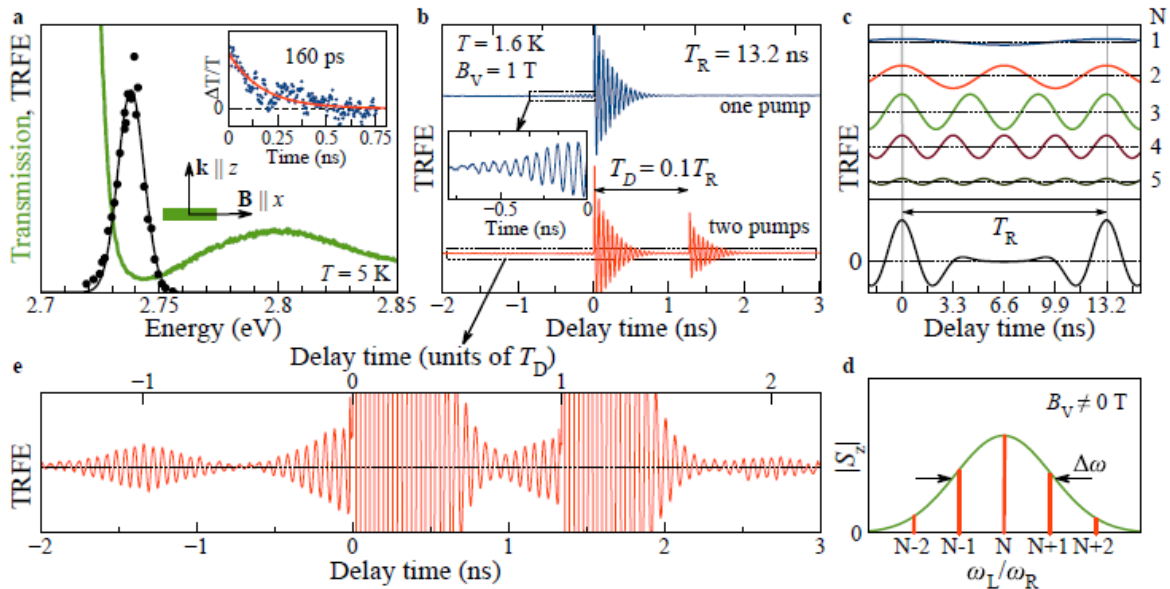 a
Transmission, TRFE
160 ps
ΔT/T
0
0 0.25 0.5 0.75
Time (ns)
k || z
B || x
T = 5 K
2.7 2.75 2.8 2.85
Energy (eV)
b
TRFE
T = 1.6 K
B_V = 1 T
T_R = 13.2 ns
one pump
T_D = 0.1T_R
−0.5 0
Time (ns)
two pumps
−2 −1 0 1 2 3
Delay time (ns)
c
N
1
2
3
4
5
TRFE
T_R
0
0 3.3 6.6 9.9 13.2
Delay time (ns)
e
Delay time (units of T_D)
−1 0 1 2
TRFE
−2 −1 0 1 2 3
Delay time (ns)
d
|S_z|
B_V ≠ 0 T
Δω
0
N-2 N-1 N N+1 N+2
ω_L/ω_R